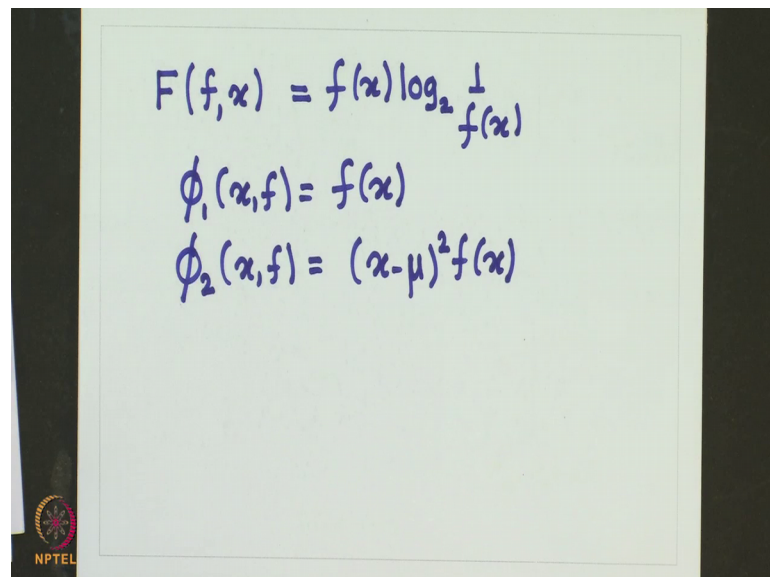 F(f,x) = f(x) log₂ 1/f(x)
ϕ₁(x,f) = f(x)
ϕ₂(x,f) = (x-μ)² f(x)
NPTEL